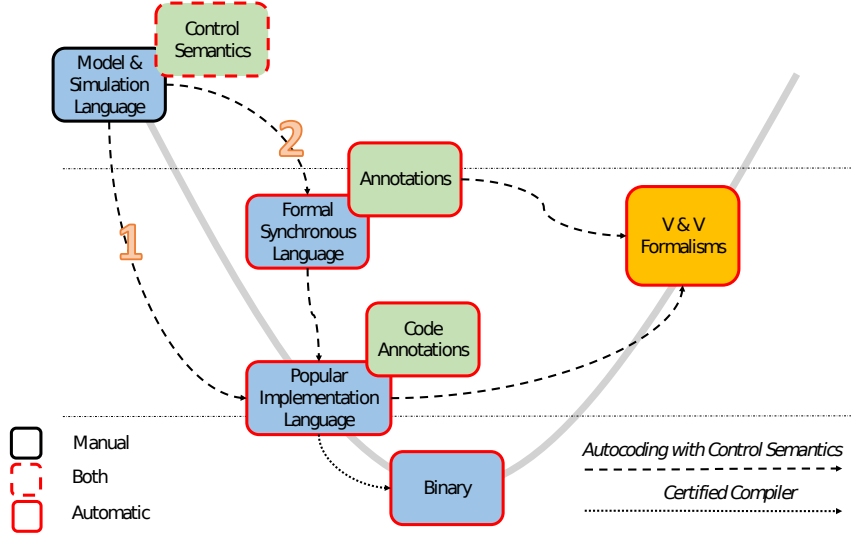 Control
Semantics
Model &
Simulation
Language
2
Annotations
Formal
Synchronous
Language
V & V
Formalisms
1
Code
Annotations
Popular
Implementation
Language
Manual
Both
Automatic
Binary
Autocoding with Control Semantics
Certified Compiler